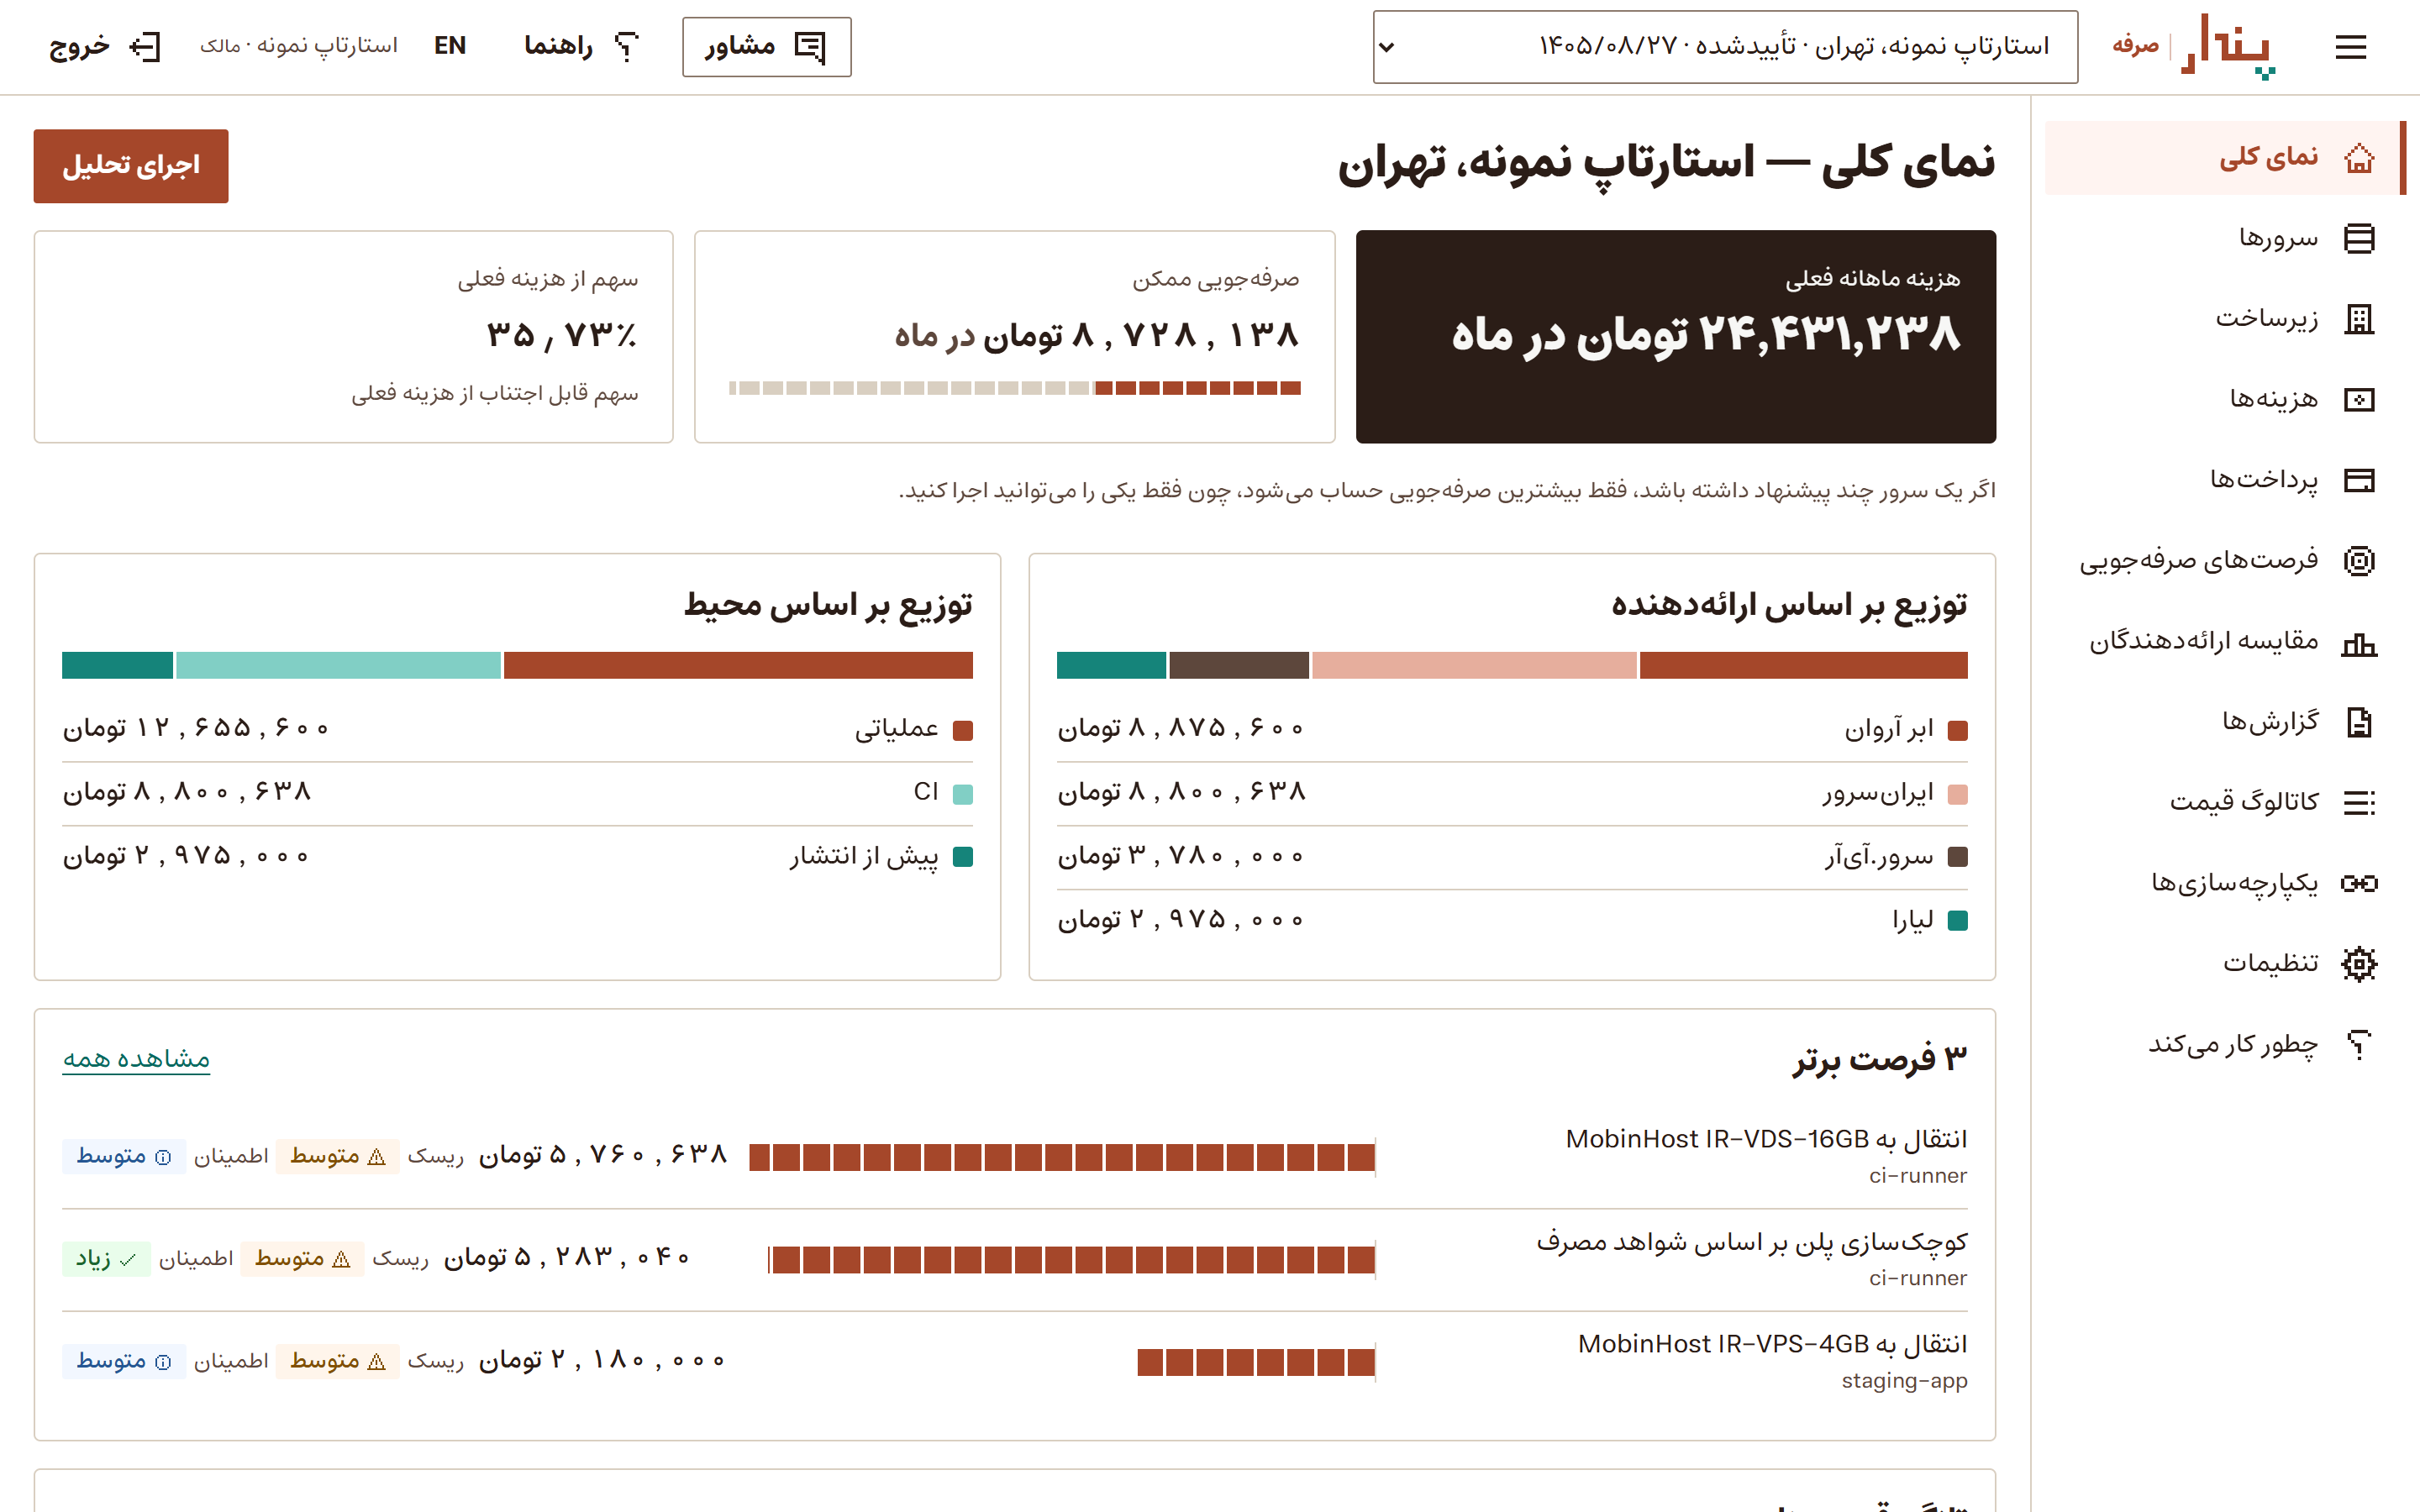 پندار | صرفه
استارتاپ نمونه، تهران · تأییدشده · ۱۴۰۵/۰۸/۲۷
مشاور
راهنما
EN
استارتاپ نمونه · مالک
خروج
نمای کلی
سرورها
زیرساخت
هزینه‌ها
پرداخت‌ها
فرصت‌های صرفه‌جویی
مقایسه ارائه‌دهندگان
گزارش‌ها
کاتالوگ قیمت
یکپارچه‌سازی‌ها
تنظیمات
چطور کار می‌کند
نمای کلی — استارتاپ نمونه، تهران
اجرای تحلیل
هزینه ماهانه فعلی
۲۴,۴۳۱,۲۳۸ تومان در ماه
صرفه‌جویی ممکن
۸,۷۲۸,۱۳۸ تومان در ماه
سهم از هزینه فعلی
۳۵٫۷۳٪
سهم قابل اجتناب از هزینه فعلی
اگر یک سرور چند پیشنهاد داشته باشد، فقط بیشترین صرفه‌جویی حساب می‌شود، چون فقط یکی را می‌توانید اجرا کنید.
توزیع بر اساس ارائه‌دهنده
ابر آروان ۸,۸۷۵,۶۰۰ تومان
ایران‌سرور ۸,۸۰۰,۶۳۸ تومان
سرور.آی‌آر ۳,۷۸۰,۰۰۰ تومان
لیارا ۲,۹۷۵,۰۰۰ تومان
توزیع بر اساس محیط
عملیاتی ۱۲,۶۵۵,۶۰۰ تومان
CI ۸,۸۰۰,۶۳۸ تومان
پیش از انتشار ۲,۹۷۵,۰۰۰ تومان
۳ فرصت برتر
مشاهده همه
انتقال به MobinHost IR-VDS-16GB
ci-runner
۵,۷۶۰,۶۳۸ تومان ریسک متوسط اطمینان متوسط
کوچک‌سازی پلن بر اساس شواهد مصرف
ci-runner
۵,۲۸۳,۰۴۰ تومان ریسک متوسط اطمینان زیاد
انتقال به MobinHost IR-VPS-4GB
staging-app
۲,۱۸۰,۰۰۰ تومان ریسک متوسط اطمینان متوسط